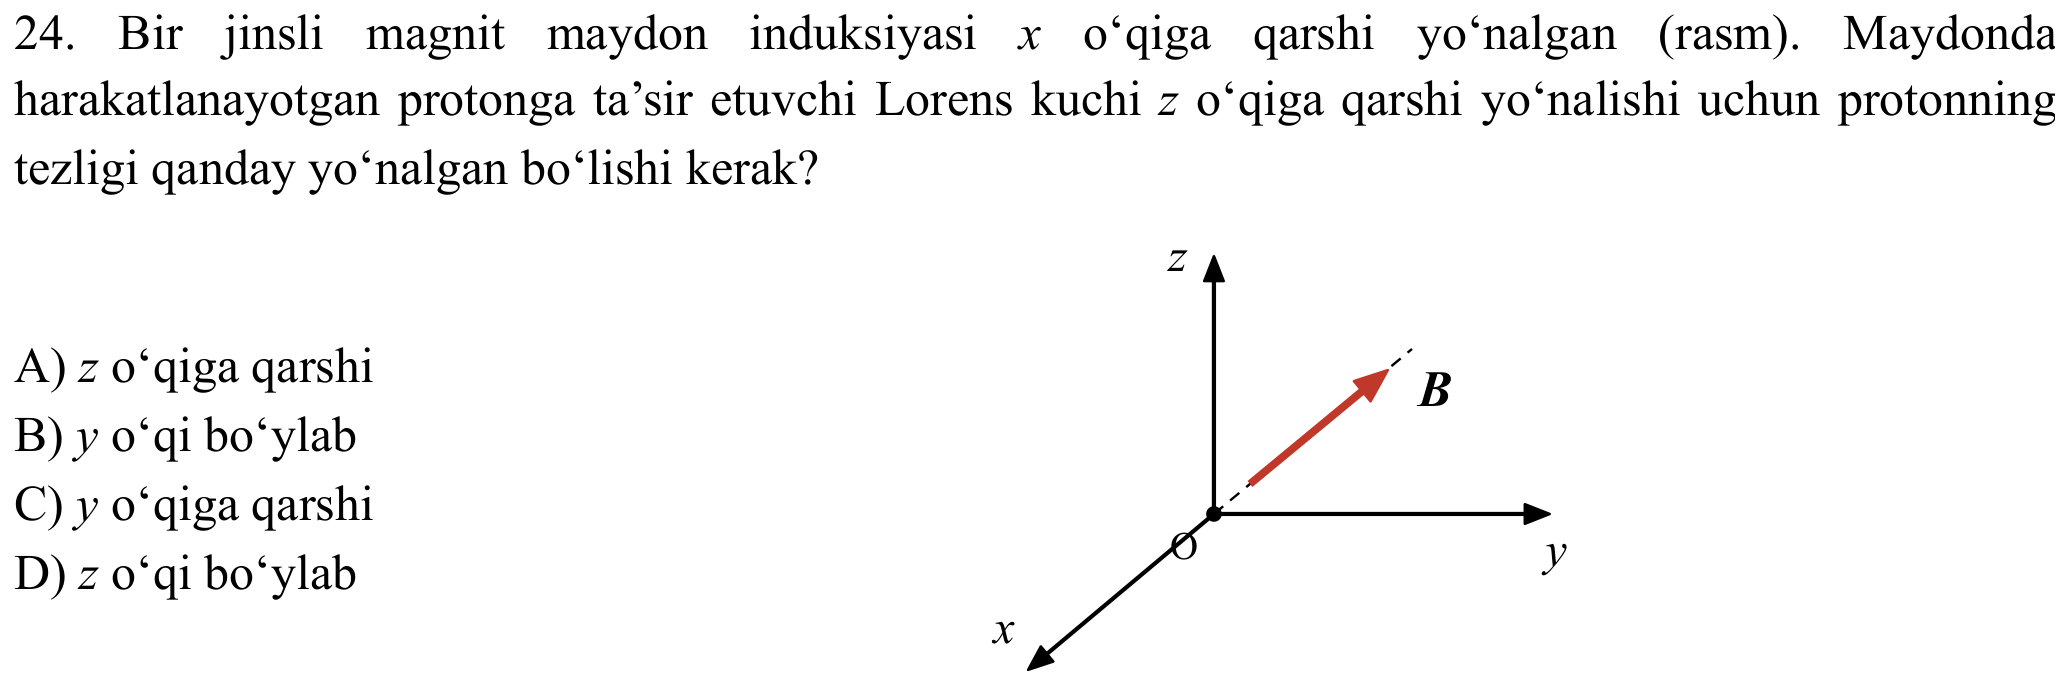 24. Bir jinsli magnit maydon induksiyasi x o‘qiga qarshi yo‘nalgan (rasm). Maydonda
harakatlanayotgan protonga ta’sir etuvchi Lorens kuchi z o‘qiga qarshi yo‘nalishi uchun protonning
tezligi qanday yo‘nalgan bo‘lishi kerak?
z
A) z o‘qiga qarshi
B
B) y o‘qi bo‘ylab
C) y o‘qiga qarshi
O
y
D) z o‘qi bo‘ylab
x